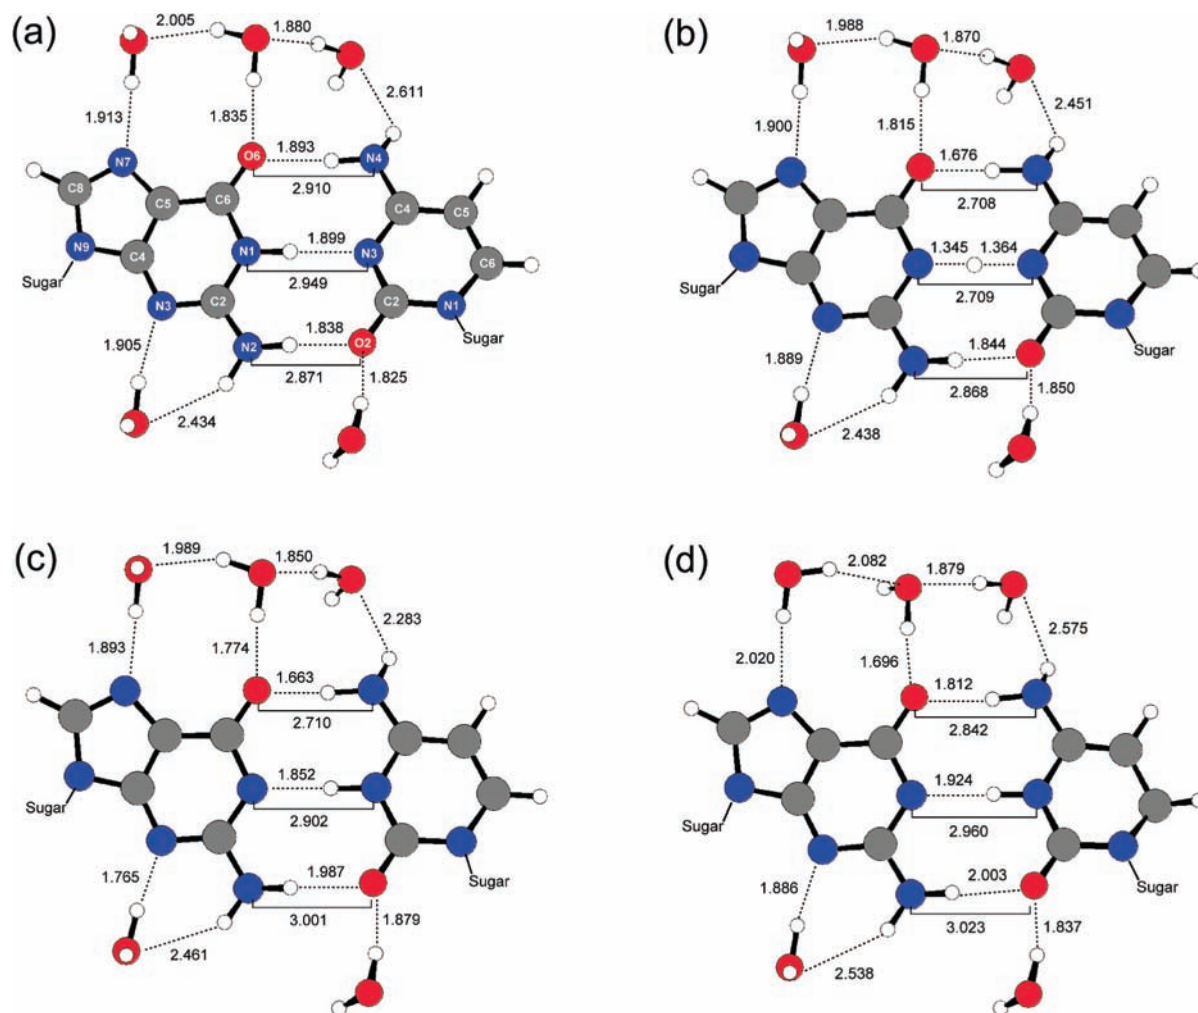 (a)
2.005
1.880
2.611
1.913
1.835
1.893
N7
O6
N4
2.910
C8
C5
C6
C4
C5
1.899
N9
C4
N1
N3
C6
Sugar
2.949
N3
C2
C2
N1
1.838
1.905
N2
O2
Sugar
2.871
1.825
2.434
(b)
1.988
1.870
2.451
1.900
1.815
1.676
2.708
1.345
1.364
Sugar
2.709
1.844
1.889
Sugar
2.868
1.850
2.438
(c)
1.989
1.850
2.283
1.893
1.774
1.663
2.710
1.852
Sugar
2.902
1.987
Sugar
1.765
3.001
1.879
2.461
(d)
2.082
1.879
2.575
2.020
1.696
1.812
2.842
1.924
Sugar
2.960
2.003
Sugar
1.886
3.023
1.837
2.538